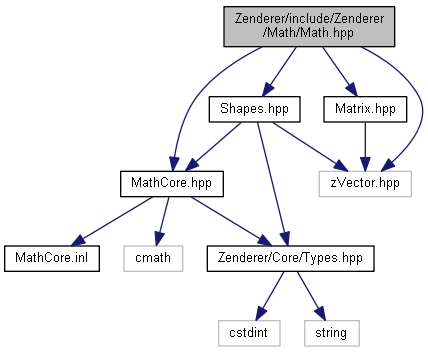 Zenderer/include/Zenderer
/Math/Math.hpp
Shapes.hpp
Matrix.hpp
MathCore.hpp
zVector.hpp
MathCore.inl
cmath
Zenderer/Core/Types.hpp
cstdint
string